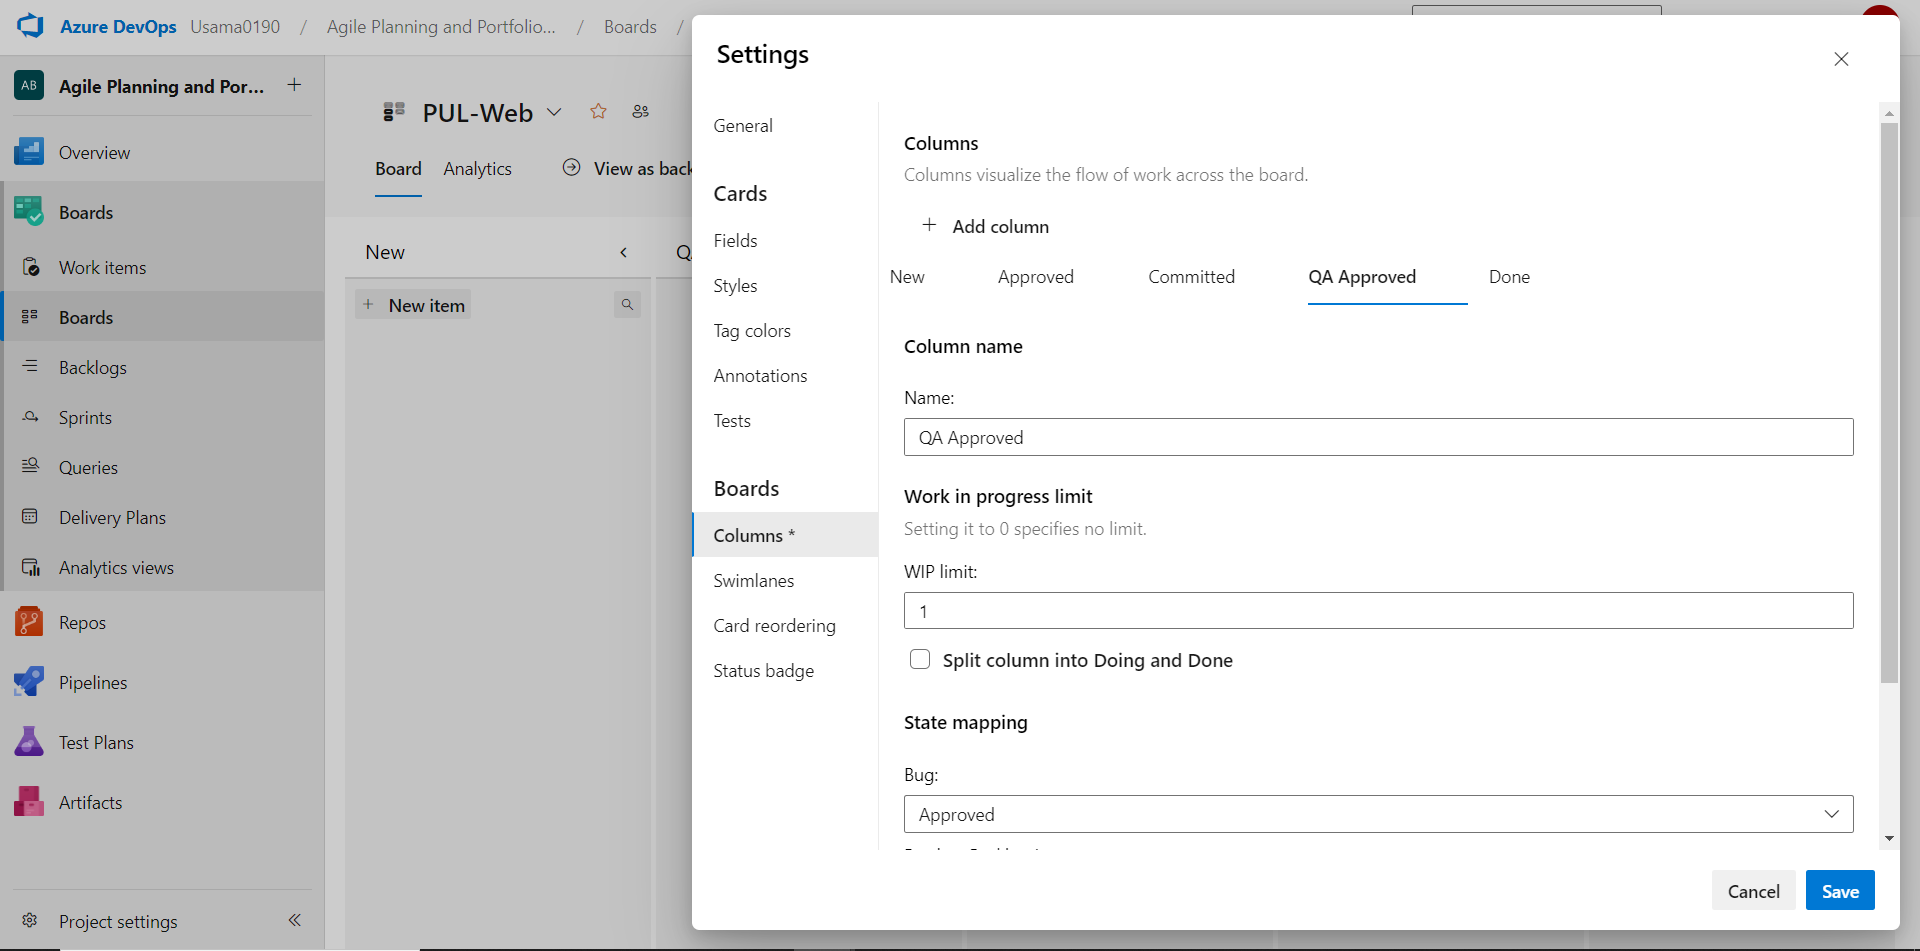 Azure DevOps Usama0190 / Agile Planning and Portfolio... / Boards /
AB Agile Planning and Por... +
Overview
Boards
Work items
Boards
Backlogs
Sprints
Queries
Delivery Plans
Analytics views
Repos
Pipelines
Test Plans
Artifacts
Project settings
PUL-Web
Board Analytics View as back
New
+ New item
Settings
General
Cards
Fields
Styles
Tag colors
Annotations
Tests
Boards
Columns *
Swimlanes
Card reordering
Status badge
Columns
Columns visualize the flow of work across the board.
+ Add column
New Approved Committed QA Approved Done
Column name
Name:
QA Approved
Work in progress limit
Setting it to 0 specifies no limit.
WIP limit:
1
Split column into Doing and Done
State mapping
Bug:
Approved
Cancel Save